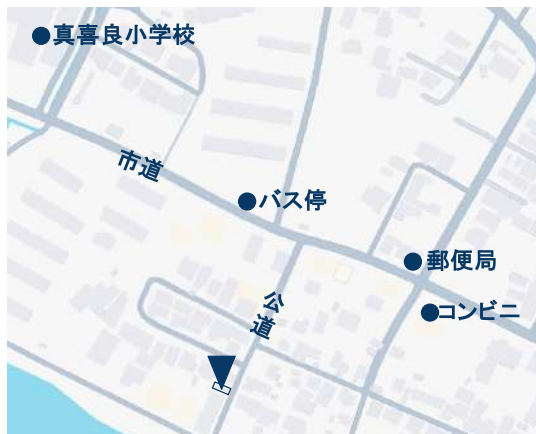 真喜良小学校
市道
バス停
郵便局
公道
コンビニ